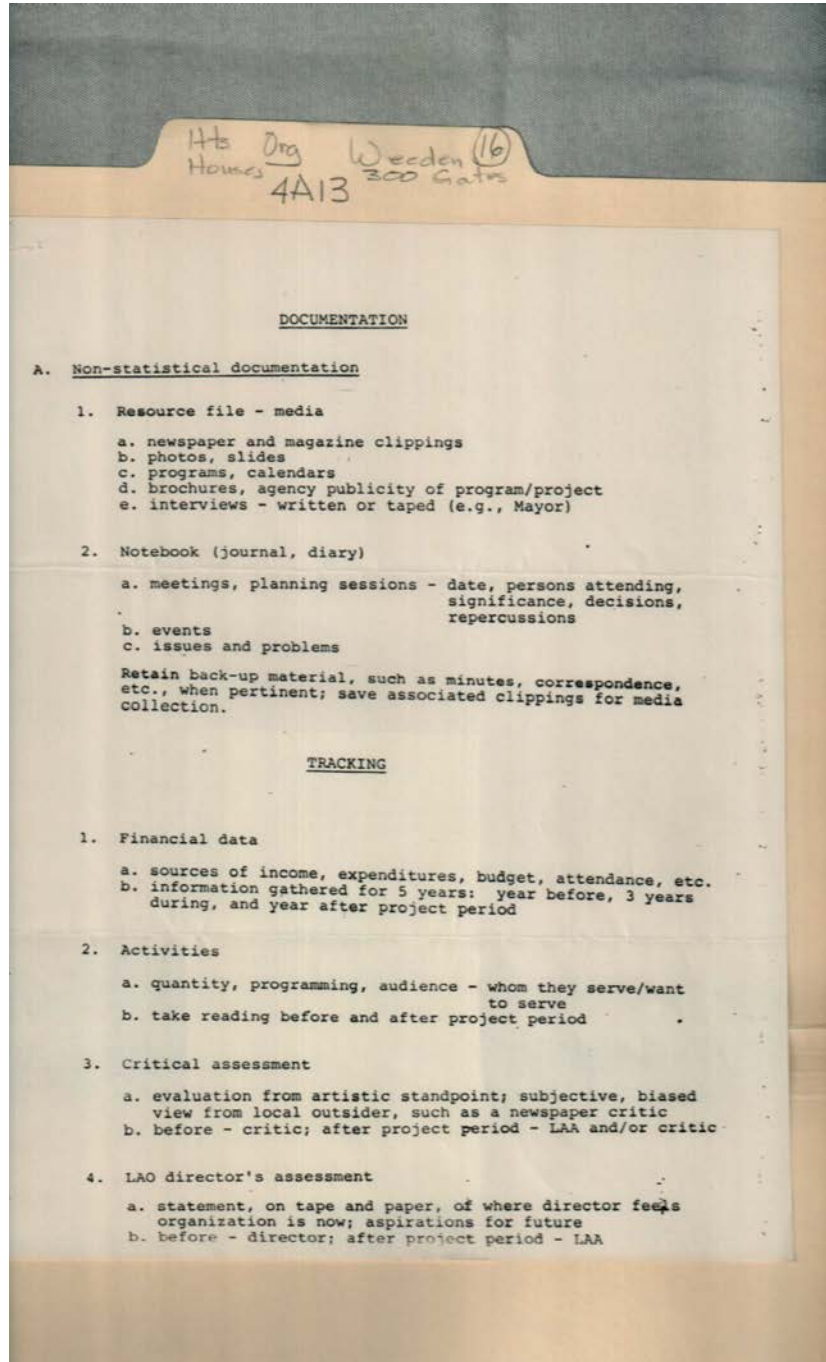 Hts Org Weeden 16
Houses 300 Gates
4A13
DOCUMENTATION
A. Non-statistical documentation
1. Resource file - media
a. newspaper and magazine clippings
b. photos, slides
c. programs, calendars
d. brochures, agency publicity of program/project
e. interviews - written or taped (e.g., Mayor)
2. Notebook (journal, diary)
a. meetings, planning sessions - date, persons attending,
significance, decisions,
repercussions
b. events
c. issues and problems
Retain back-up material, such as minutes, correspondence,
etc., when pertinent; save associated clippings for media
collection.
TRACKING
1. Financial data
a. sources of income, expenditures, budget, attendance, etc.
b. information gathered for 5 years: year before, 3 years
during, and year after project period
2. Activities
a. quantity, programming, audience - whom they serve/want
to serve
b. take reading before and after project period
3. Critical assessment
a. evaluation from artistic standpoint; subjective, biased
view from local outsider, such as a newspaper critic
b. before - critic; after project period - LAA and/or critic
4. LAO director's assessment
a. statement, on tape and paper, of where director feels
organization is now; aspirations for future
b. before - director; after project period - LAA